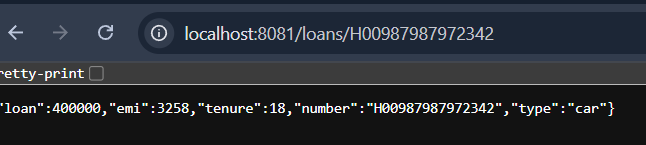 localhost:8081/loans/H00987987972342
retty-print
"loan":400000,"emi":3258,"tenure":18,"number":"H00987987972342","type":"car"}